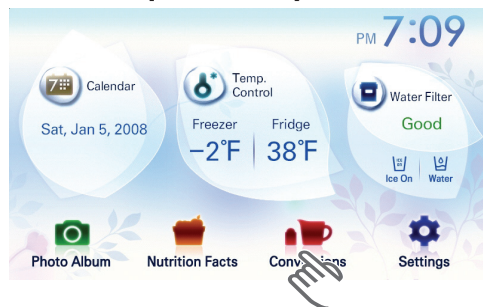 PM 7:09
Calendar
Sat, Jan 5, 2008
Temp.
Control
Freezer Fridge
-2°F 38°F
Water Filter
Good
Ice On Water
Photo Album Nutrition Facts Settings